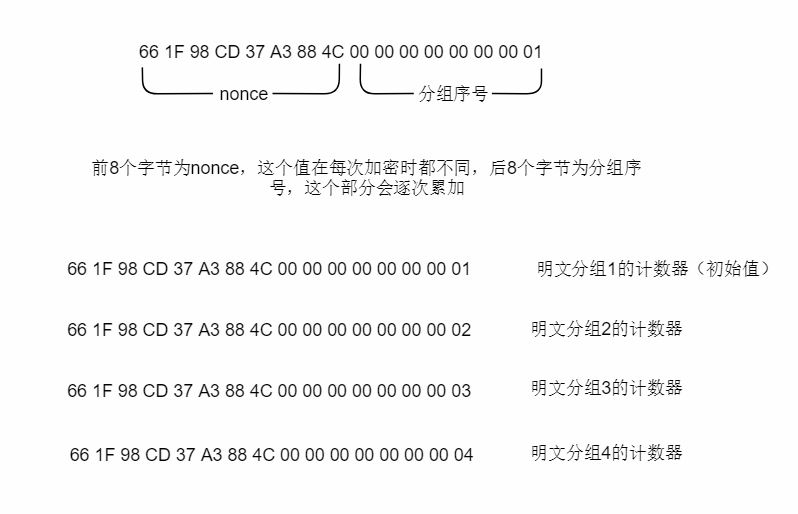 66 1F 98 CD 37 A3 88 4C 00 00 00 00 00 00 00 01
nonce 分组序号
前8个字节为nonce，这个值在每次加密时都不同，后8个字节为分组序
号，这个部分会逐次累加
66 1F 98 CD 37 A3 88 4C 00 00 00 00 00 00 00 01 明文分组1的计数器（初始值）
66 1F 98 CD 37 A3 88 4C 00 00 00 00 00 00 00 02 明文分组2的计数器
66 1F 98 CD 37 A3 88 4C 00 00 00 00 00 00 00 03 明文分组3的计数器
66 1F 98 CD 37 A3 88 4C 00 00 00 00 00 00 00 04 明文分组4的计数器